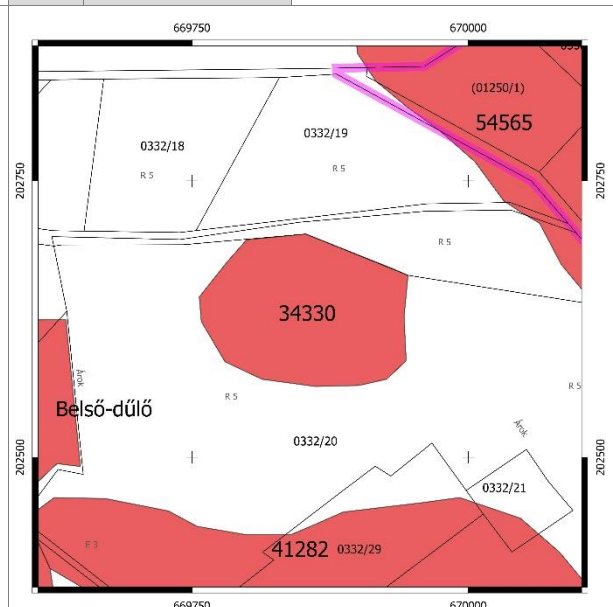 669750 670000
(01250/1)
54565
0332/19
0332/18
R 5
R 5
202750
202750
R 5
34330
Árok
R 5
R 5
Belső-dűlő
Árok
0332/20
202500
202500
0332/21
41282 0332/29
669750 670000